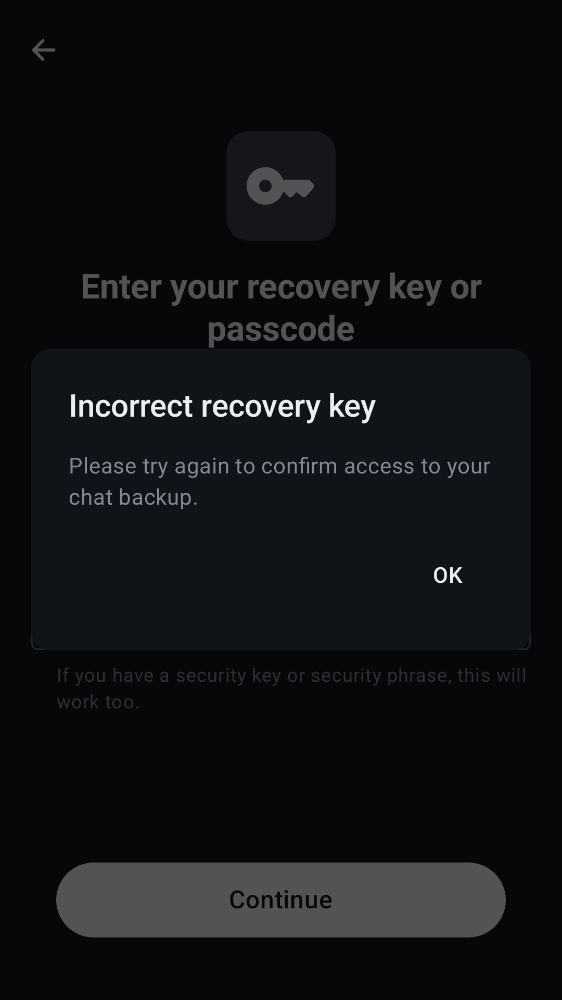 Enter your recovery key or
passcode
Incorrect recovery key
Please try again to confirm access to your
chat backup.
OK
If you have a security key or security phrase, this will
work too.
Continue